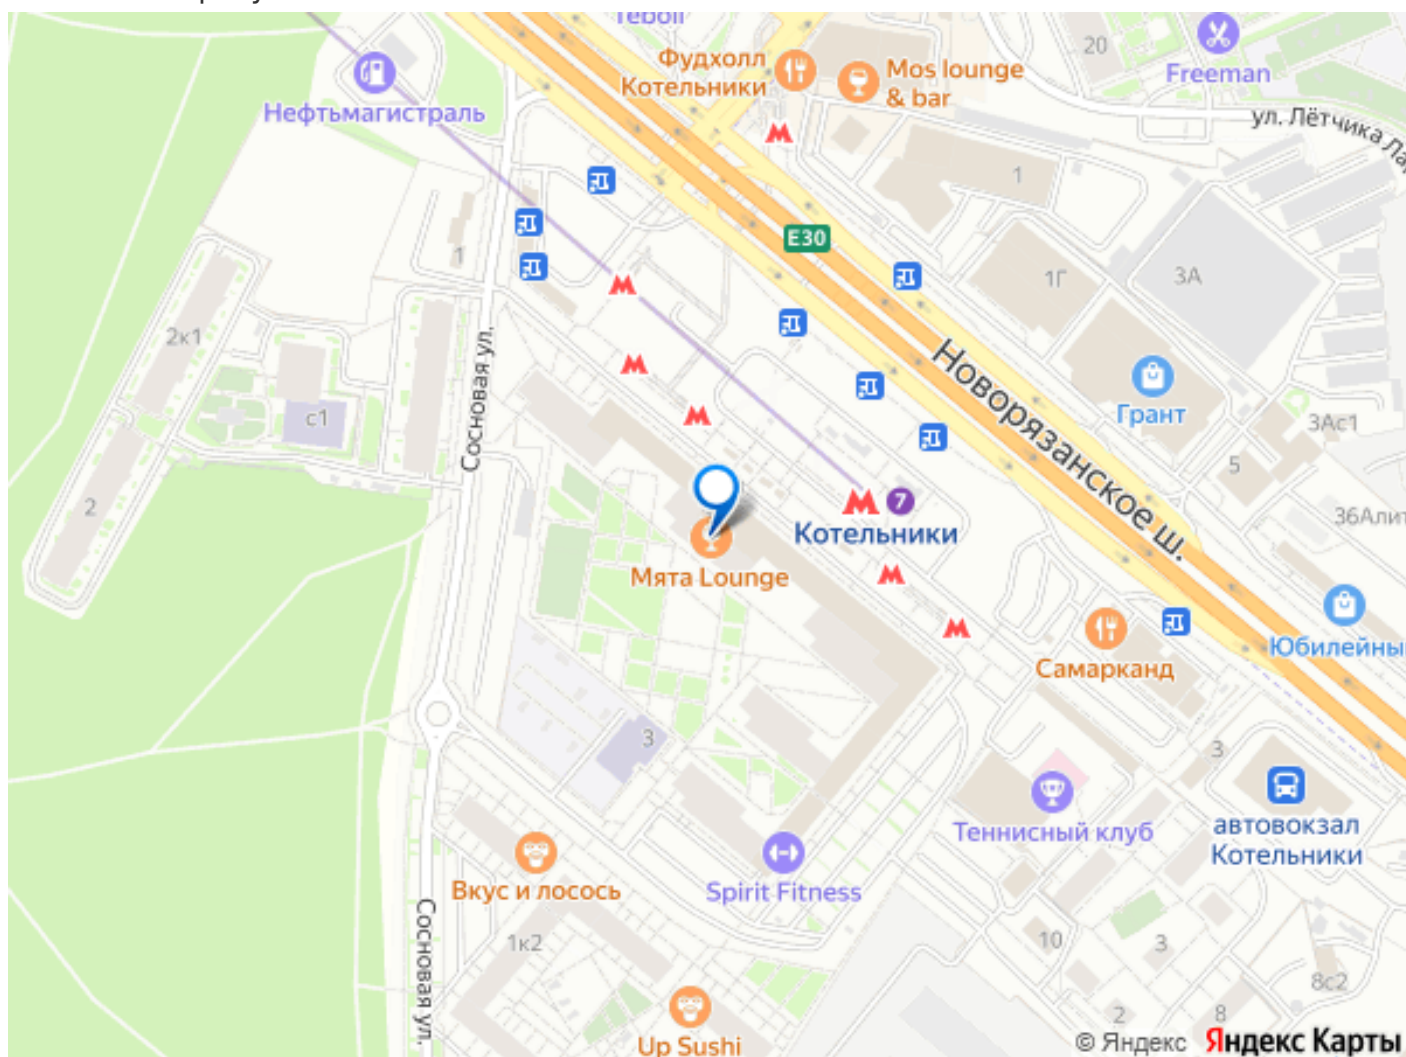 Teboli
Фудхолл
Котельники
Mos lounge
& bar
20
Freeman
ул. Лётчика
Нефтьмагистраль
1
1
E30
1Г
3А
2к1
с1
Сосновая ул.
Новорязанское ш.
Грант
3Ас1
5
2
7
Котельники
36Алит
Мята Lounge
Самарканд
Юбилейны
3
3
Теннисный клуб
автовокзал
Котельники
Вкус и лосось
Spirit Fitness
Сосновая ул.
1к2
10
3
8с2
2
8
Up Sushi
© Яндекс Яндекс Карты